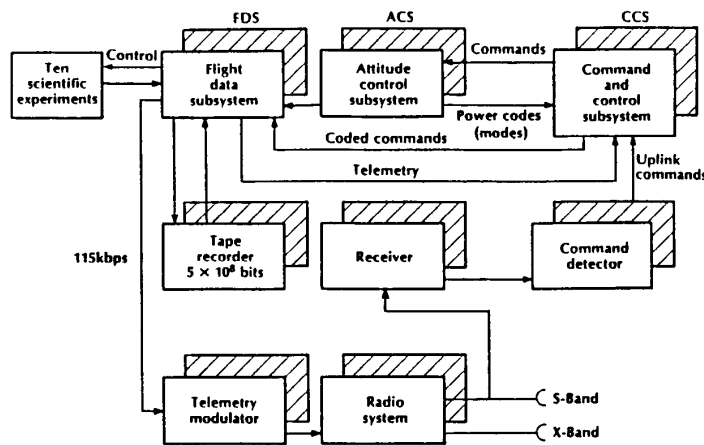 FDS
ACS
CCS
Control
Ten
scientific
experiments
Flight
data
subsystem
Attitude
control
subsystem
Commands
Command
and
control
subsystem
Power codes
(modes)
Coded commands
Telemetry
Uplink
commands
115kbps
Tape
recorder
5 × 10⁸ bits
Receiver
Command
detector
Telemetry
modulator
Radio
system
S-Band
X-Band